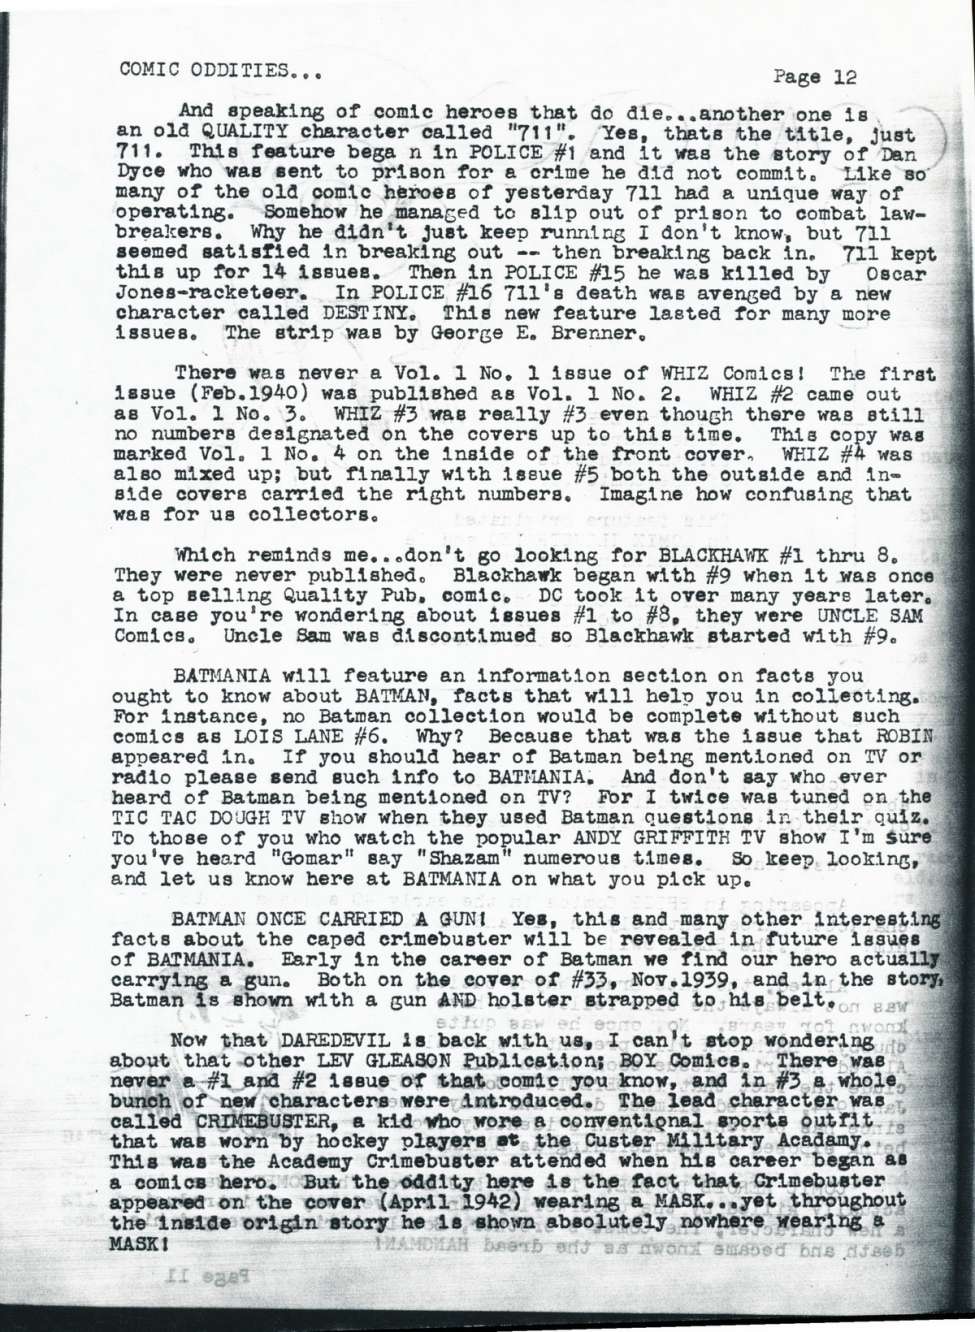 COMIC ODDITIES...
Page 12
And speaking of comic heroes that do die...another one is
an old QUALITY character called "711". Yes, thats the title, just
711. This feature bega n in POLICE #1 and it was the story of Dan
Dyce who was sent to prison for a crime he did not commit. Like so
many of the old comic heroes of yesterday 711 had a unique way of
operating. Somehow he managed to slip out of prison to combat law-
breakers. Why he didn't just keep running I don't know, but 711
seemed satisfied in breaking out -- then breaking back in. 711 kept
this up for 14 issues. Then in POLICE #15 he was killed by Oscar
Jones-racketeer. In POLICE #16 711's death was avenged by a new
character called DESTINY. This new feature lasted for many more
issues. The strip was by George E. Brenner.
There was never a Vol. 1 No. 1 issue of WHIZ Comics! The first
issue (Feb.1940) was published as Vol. 1 No. 2. WHIZ #2 came out
as Vol. 1 No. 3. WHIZ #3 was really #3 even though there was still
no numbers designated on the covers up to this time. This copy was
marked Vol. 1 No. 4 on the inside of the front cover. WHIZ #4 was
also mixed up; but finally with issue #5 both the outside and in-
side covers carried the right numbers. Imagine how confusing that
was for us collectors.
Which reminds me...don't go looking for BLACKHAWK #1 thru 8.
They were never published. Blackhawk began with #9 when it was once
a top selling Quality Pub. comic. DC took it over many years later.
In case you're wondering about issues #1 to #8, they were UNCLE SAM
Comics. Uncle Sam was discontinued so Blackhawk started with #9.
BATMANIA will feature an information section on facts you
ought to know about BATMAN, facts that will help you in collecting.
For instance, no Batman collection would be complete without such
comics as LOIS LANE #6. Why? Because that was the issue that ROBIN
appeared in. If you should hear of Batman being mentioned on TV or
radio please send such info to BATMANIA. And don't say who ever
heard of Batman being mentioned on TV? For I twice was tuned on the
TIC TAC DOUGH TV show when they used Batman questions in their quiz.
To those of you who watch the popular ANDY GRIFFITH TV show I'm sure
you've heard "Gomar" say "Shazam" numerous times. So keep looking,
and let us know here at BATMANIA on what you pick up.
BATMAN ONCE CARRIED A GUN! Yes, this and many other interesting
facts about the caped crimebuster will be revealed in future issues
of BATMANIA. Early in the career of Batman we find our hero actually
carrying a gun. Both on the cover of #33, Nov.1939, and in the story,
Batman is shown with a gun AND holster strapped to his belt.
Now that DAREDEVIL is back with us, I can't stop wondering
about that other LEV GLEASON Publication; BOY Comics. There was
never a #1 and #2 issue of that comic you know, and in #3 a whole
bunch of new characters were introduced. The lead character was
called CRIMEBUSTER, a kid who wore a conventional sports outfit
that was worn by hockey players at the Custer Military Acadamy.
This was the Academy Crimebuster attended when his career began as
a comics hero. But the oddity here is the fact that Crimebuster
appeared on the cover (April 1942) wearing a MASK...yet throughout
the inside origin story he is shown absolutely nowhere wearing a
MASK!
Page 11